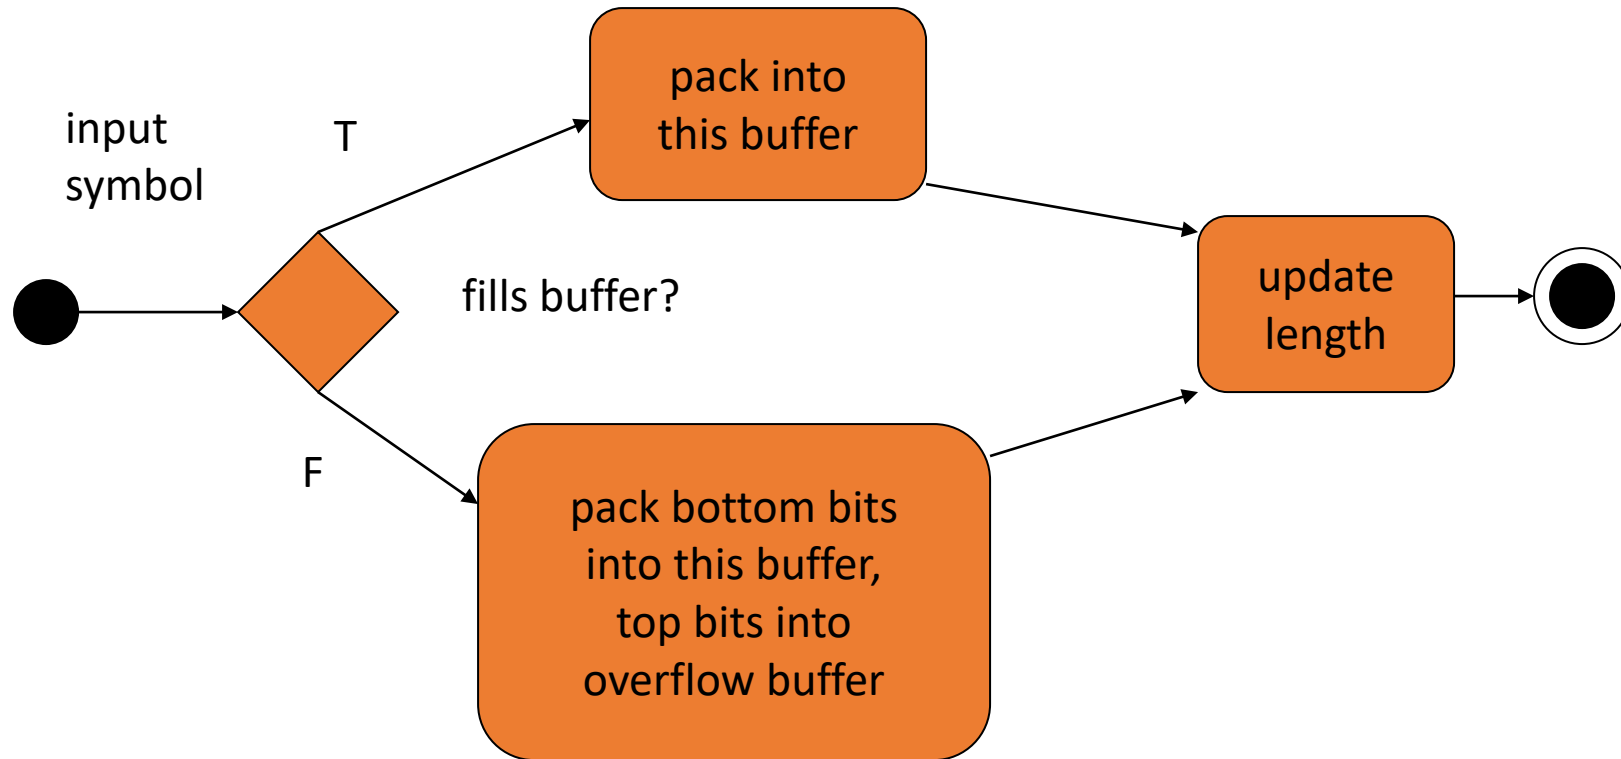 input
symbol
T
pack into
this buffer
fills buffer?
update
length
F
pack bottom bits
into this buffer,
top bits into
overflow buffer